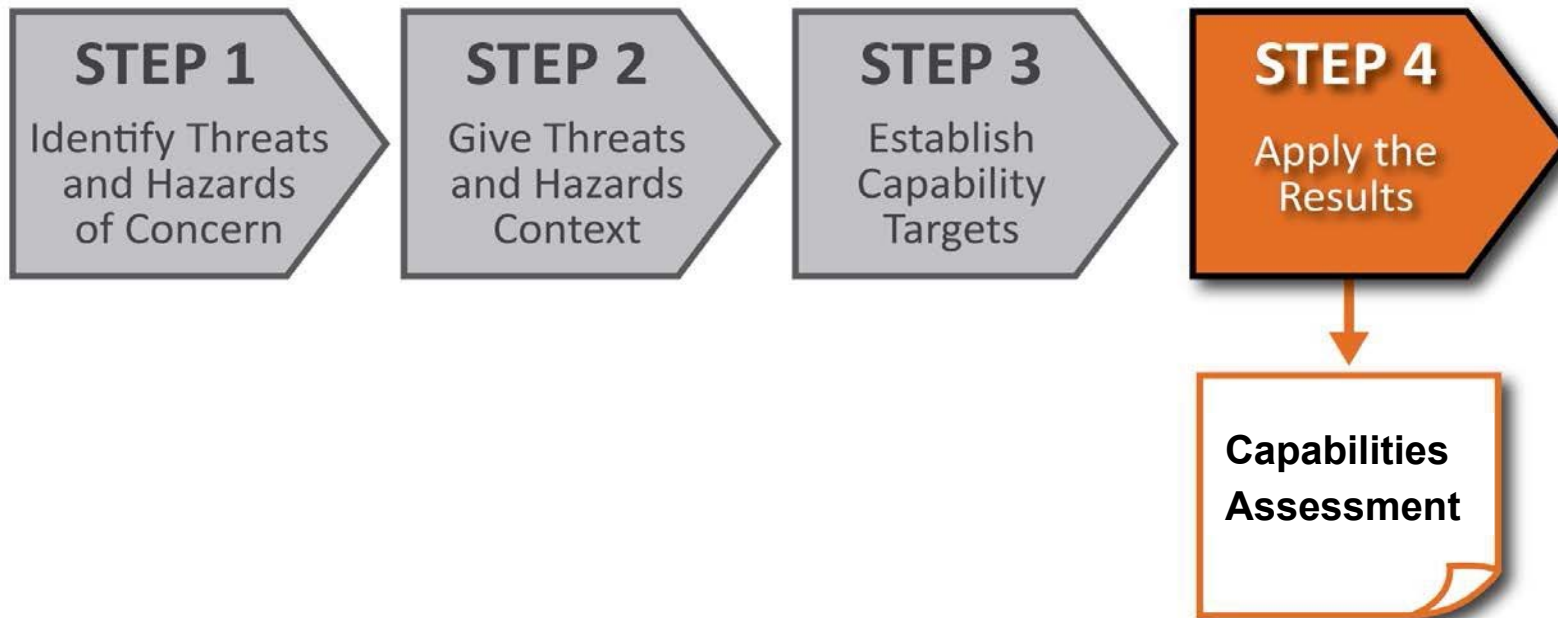 STEP 1
Identify Threats
and Hazards
of Concern
STEP 2
Give Threats
and Hazards
Context
STEP 3
Establish
Capability
Targets
STEP 4
Apply the
Results
Capabilities
Assessment